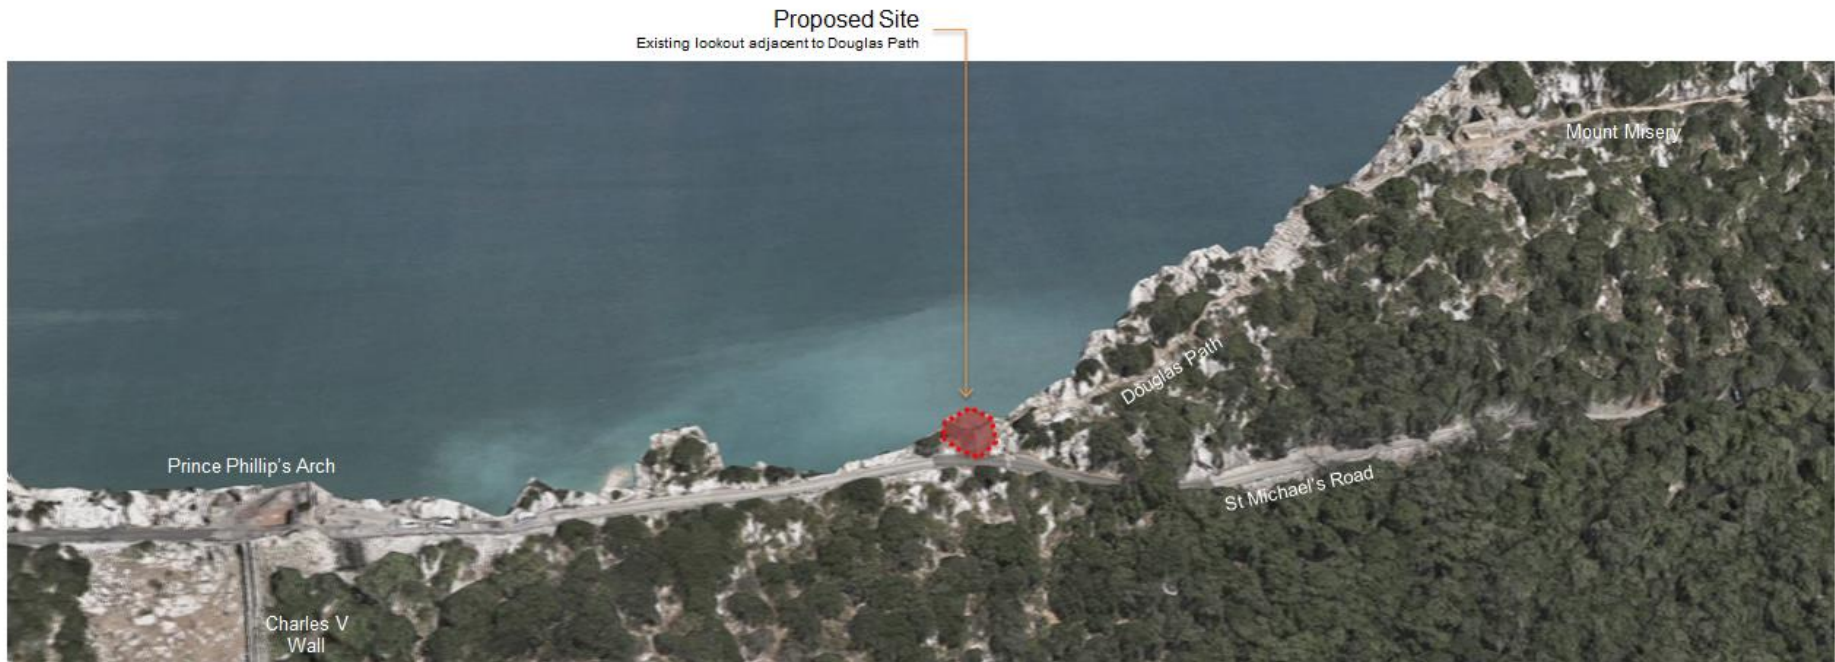 Proposed Site
Existing lookout adjacent to Douglas Path
Mount Misery
Douglas Path
Prince Phillip's Arch
St Michael's Road
Charles V
Wall